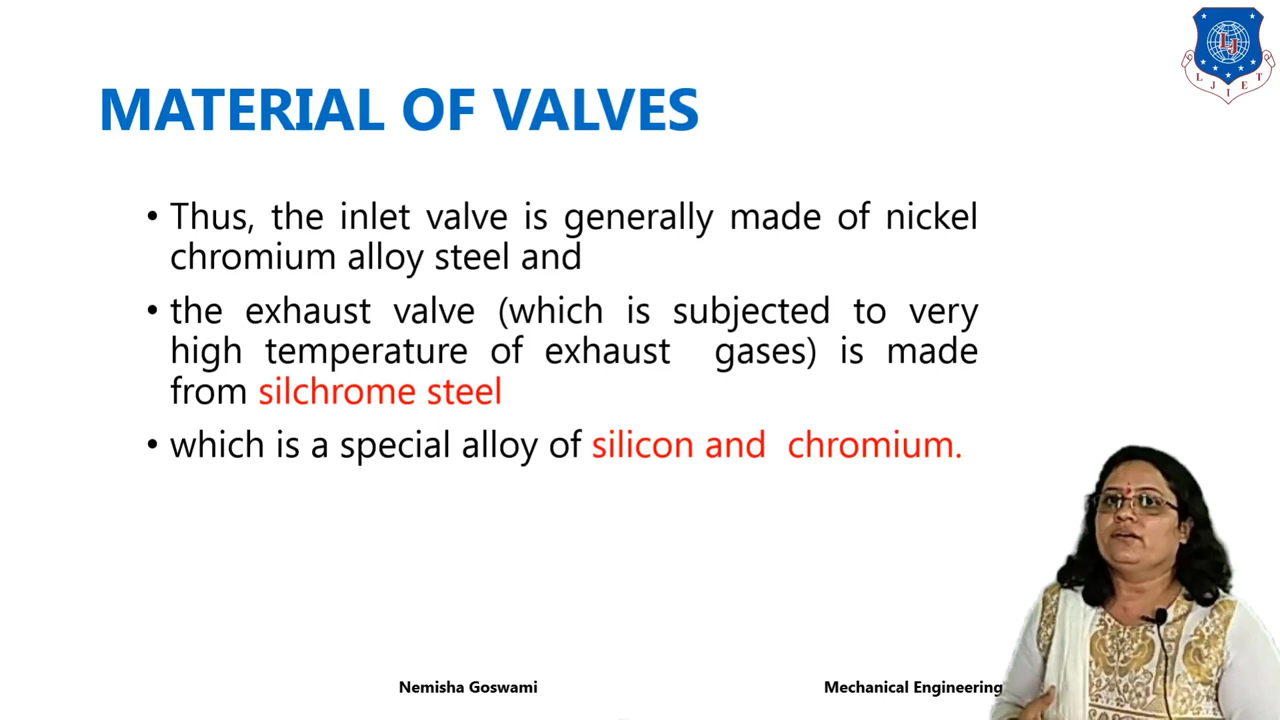 MATERIAL OF VALVES
• Thus, the inlet valve is generally made of nickel
chromium alloy steel and
• the exhaust valve (which is subjected to very
high temperature of exhaust gases) is made
from silchrome steel
• which is a special alloy of silicon and chromium.
Nemisha Goswami
Mechanical Engineering
LJ
LJIET